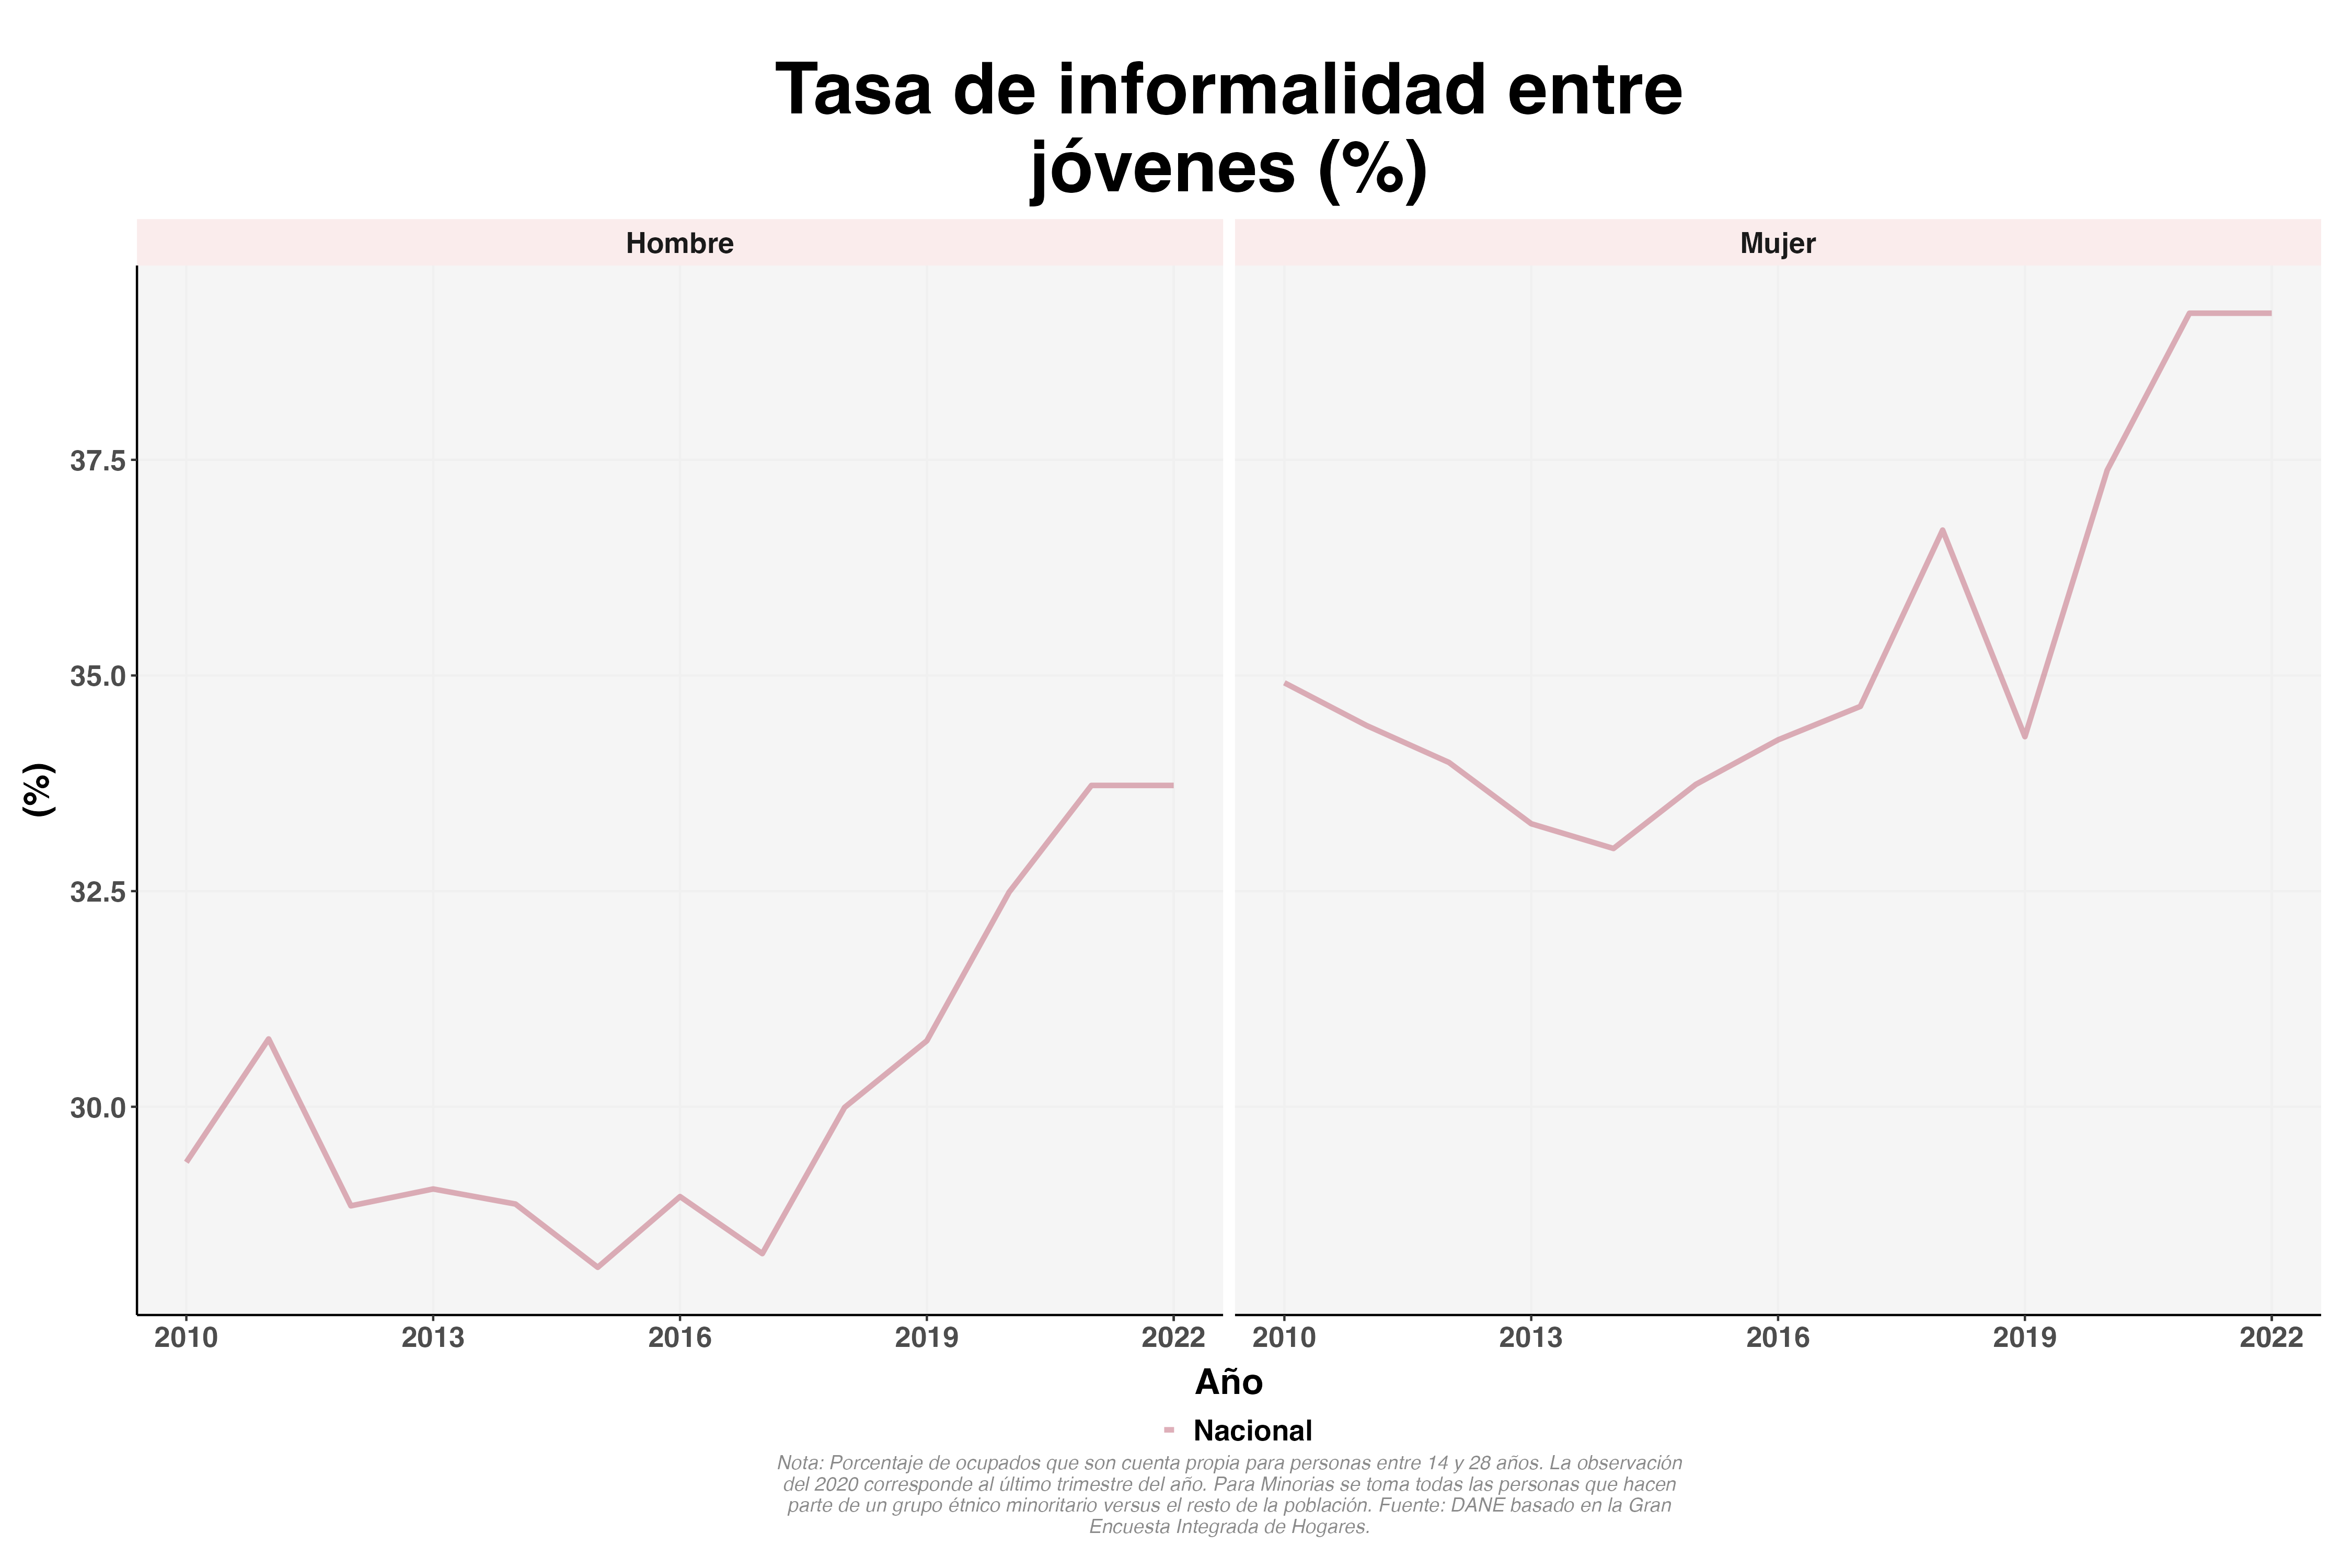 Tasa de informalidad entre
jóvenes (%)
Hombre
Mujer
37.5
35.0
32.5
30.0
(%)
2010 2013 2016 2019 2022 2010 2013 2016 2019 2022
Año
Nacional
Nota: Porcentaje de ocupados que son cuenta propia para personas entre 14 y 28 años. La observación
del 2020 corresponde al último trimestre del año. Para Minorias se toma todas las personas que hacen
parte de un grupo étnico minoritario versus el resto de la población. Fuente: DANE basado en la Gran
Encuesta Integrada de Hogares.